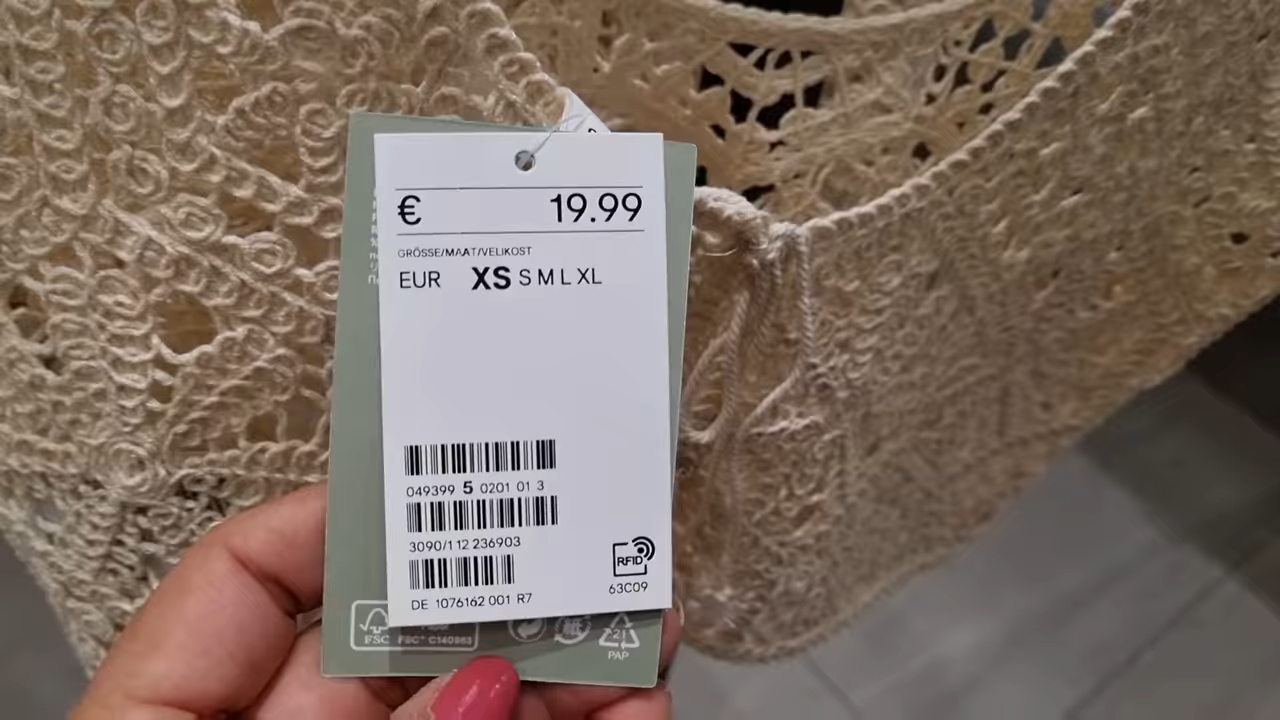 € 19.99
GRÖSSE/MAAT/VELIKOST
EUR XS S M L XL
049399 5 0201 01 3
3090/1 12 236903
RFID
63C09
DE 1076162 001 R7
FSC
FSC™ C140863
21
PAP